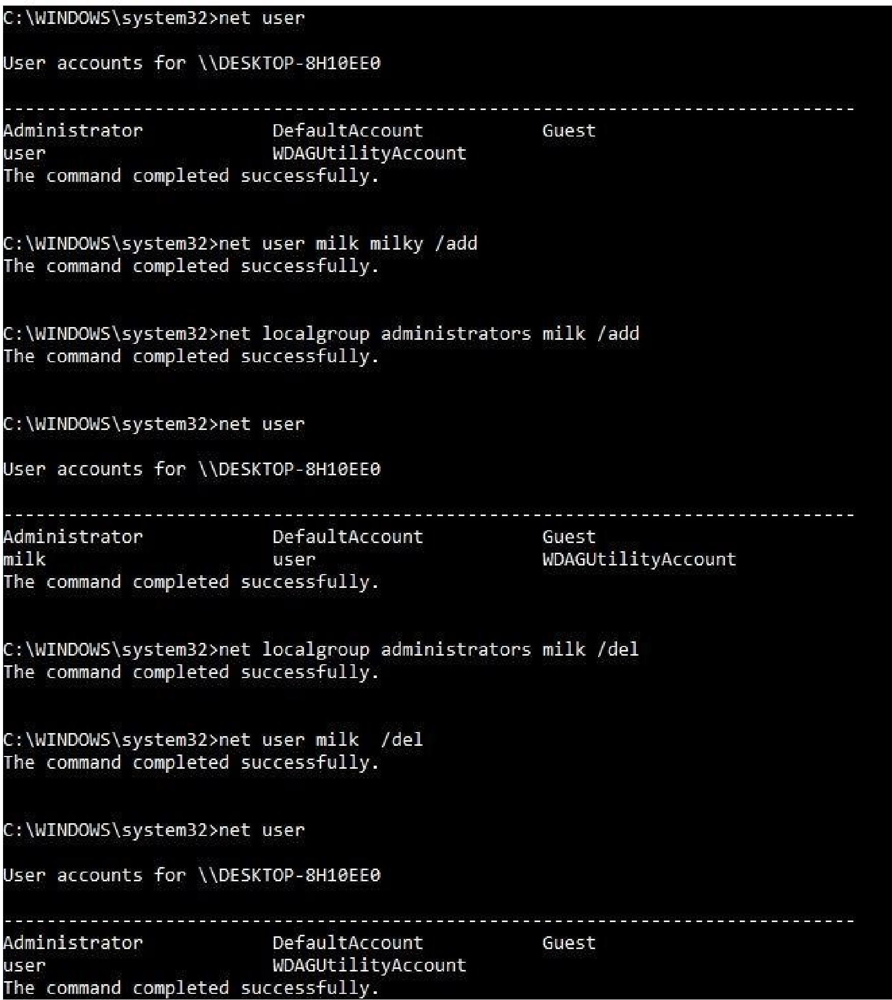 C:\WINDOWS\system32>net user
User accounts for \\DESKTOP-8H10EE0
-------------------------------------------------------------------------------
Administrator            DefaultAccount           Guest
user                     WDAGUtilityAccount
The command completed successfully.
C:\WINDOWS\system32>net user milk milky /add
The command completed successfully.
C:\WINDOWS\system32>net localgroup administrators milk /add
The command completed successfully.
C:\WINDOWS\system32>net user
User accounts for \\DESKTOP-8H10EE0
-------------------------------------------------------------------------------
Administrator            DefaultAccount           Guest
milk                     user                     WDAGUtilityAccount
The command completed successfully.
C:\WINDOWS\system32>net localgroup administrators milk /del
The command completed successfully.
C:\WINDOWS\system32>net user milk  /del
The command completed successfully.
C:\WINDOWS\system32>net user
User accounts for \\DESKTOP-8H10EE0
-------------------------------------------------------------------------------
Administrator            DefaultAccount           Guest
user                     WDAGUtilityAccount
The command completed successfully.